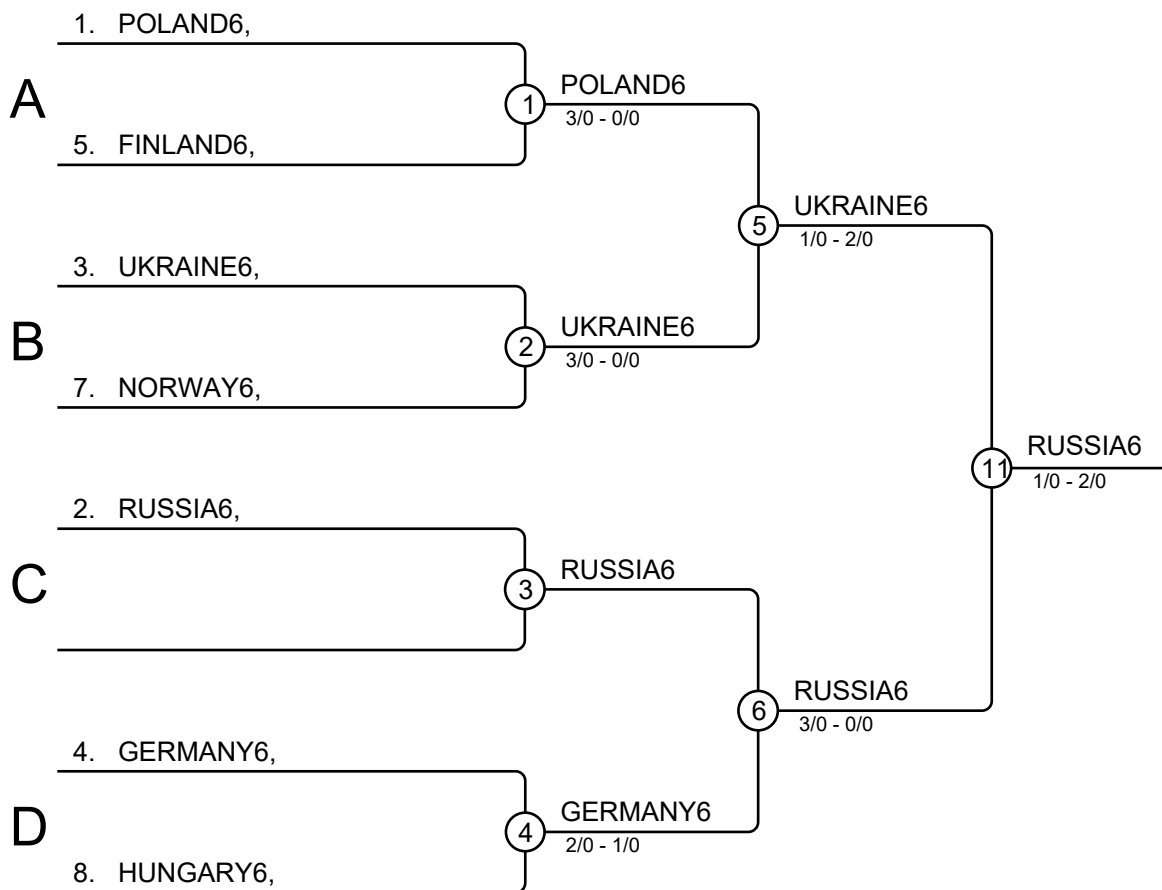 1. POLAND6,
A
1 POLAND6
3/0 - 0/0
5. FINLAND6,
5 UKRAINE6
1/0 - 2/0
3. UKRAINE6,
B
2 UKRAINE6
3/0 - 0/0
7. NORWAY6,
11 RUSSIA6
1/0 - 2/0
2. RUSSIA6,
C
3 RUSSIA6
6 RUSSIA6
3/0 - 0/0
4. GERMANY6,
D
4 GERMANY6
2/0 - 1/0
8. HUNGARY6,